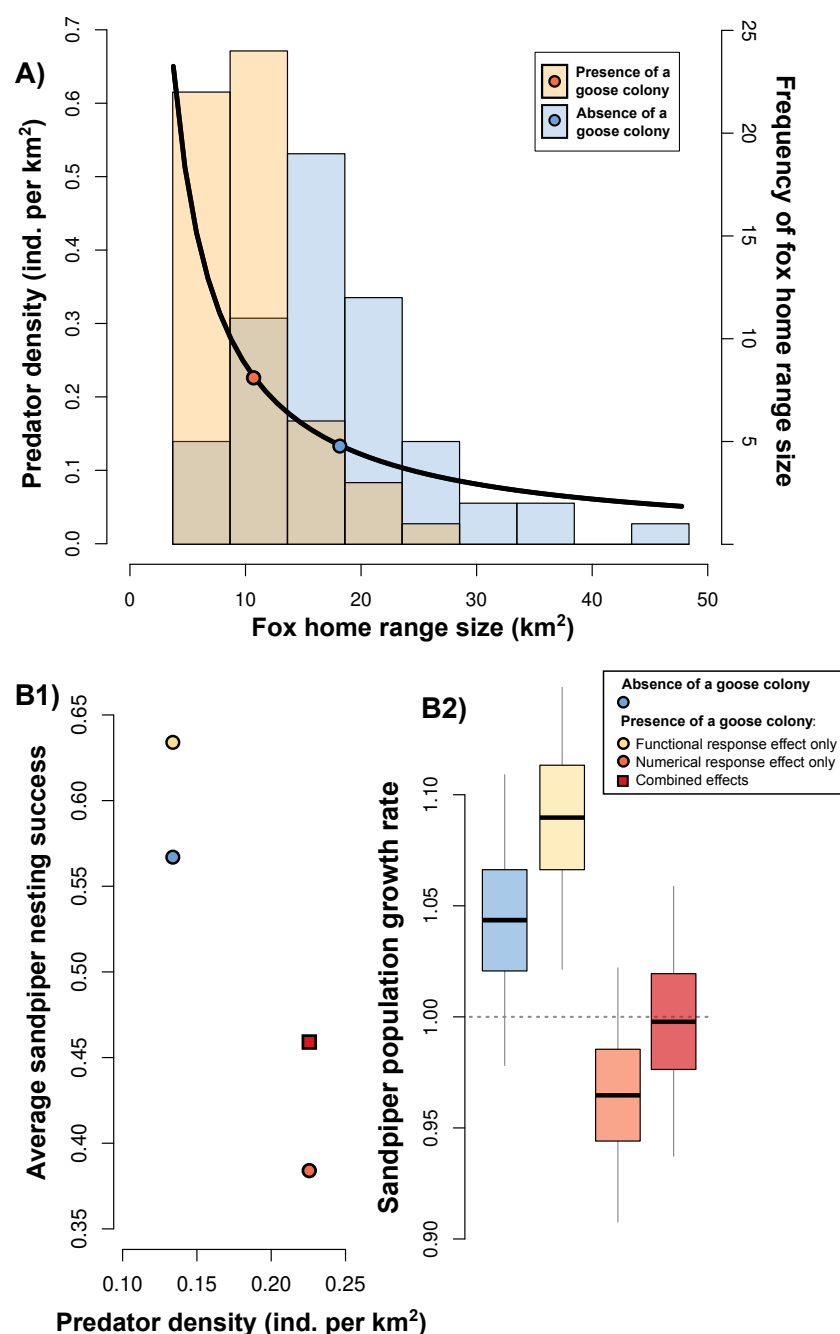 A)
Predator density (ind. per km²)
0.0 0.1 0.2 0.3 0.4 0.5 0.6 0.7
Presence of a
goose colony
Absence of a
goose colony
5 10 15 20 25
Frequency of fox home range size
0 10 20 30 40 50
Fox home range size (km²)
B1)
Average sandpiper nesting success
0.35 0.40 0.45 0.50 0.55 0.60 0.65
0.10 0.15 0.20 0.25
Predator density (ind. per km²)
B2)
Sandpiper population growth rate
0.90 0.95 1.00 1.05 1.10
Absence of a goose colony
Presence of a goose colony:
Functional response effect only
Numerical response effect only
Combined effects